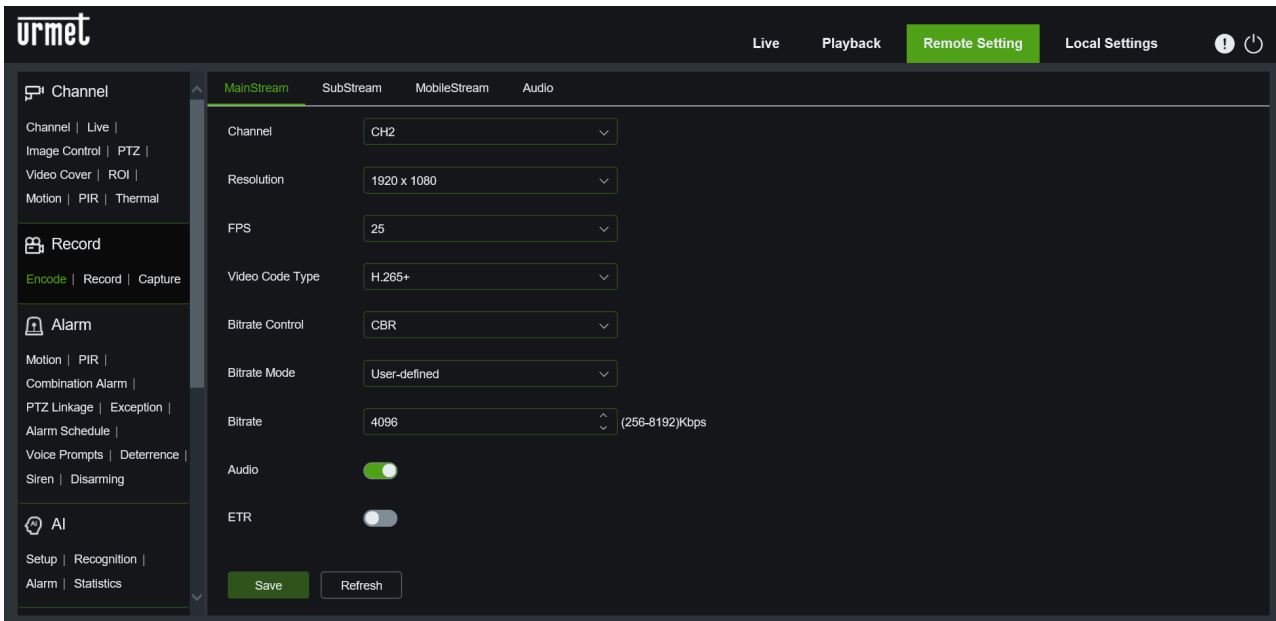 urmet
Live Playback Remote Setting Local Settings
Channel
Channel | Live |
Image Control | PTZ |
Video Cover | ROI |
Motion | PIR | Thermal
Record
Encode | Record | Capture
Alarm
Motion | PIR |
Combination Alarm |
PTZ Linkage | Exception |
Alarm Schedule |
Voice Prompts | Deterrence |
Siren | Disarming
AI
Setup | Recognition |
Alarm | Statistics
MainStream SubStream MobileStream Audio
Channel CH2
Resolution 1920 x 1080
FPS 25
Video Code Type H.265+
Bitrate Control CBR
Bitrate Mode User-defined
Bitrate 4096 (256-8192)Kbps
Audio
ETR
Save Refresh